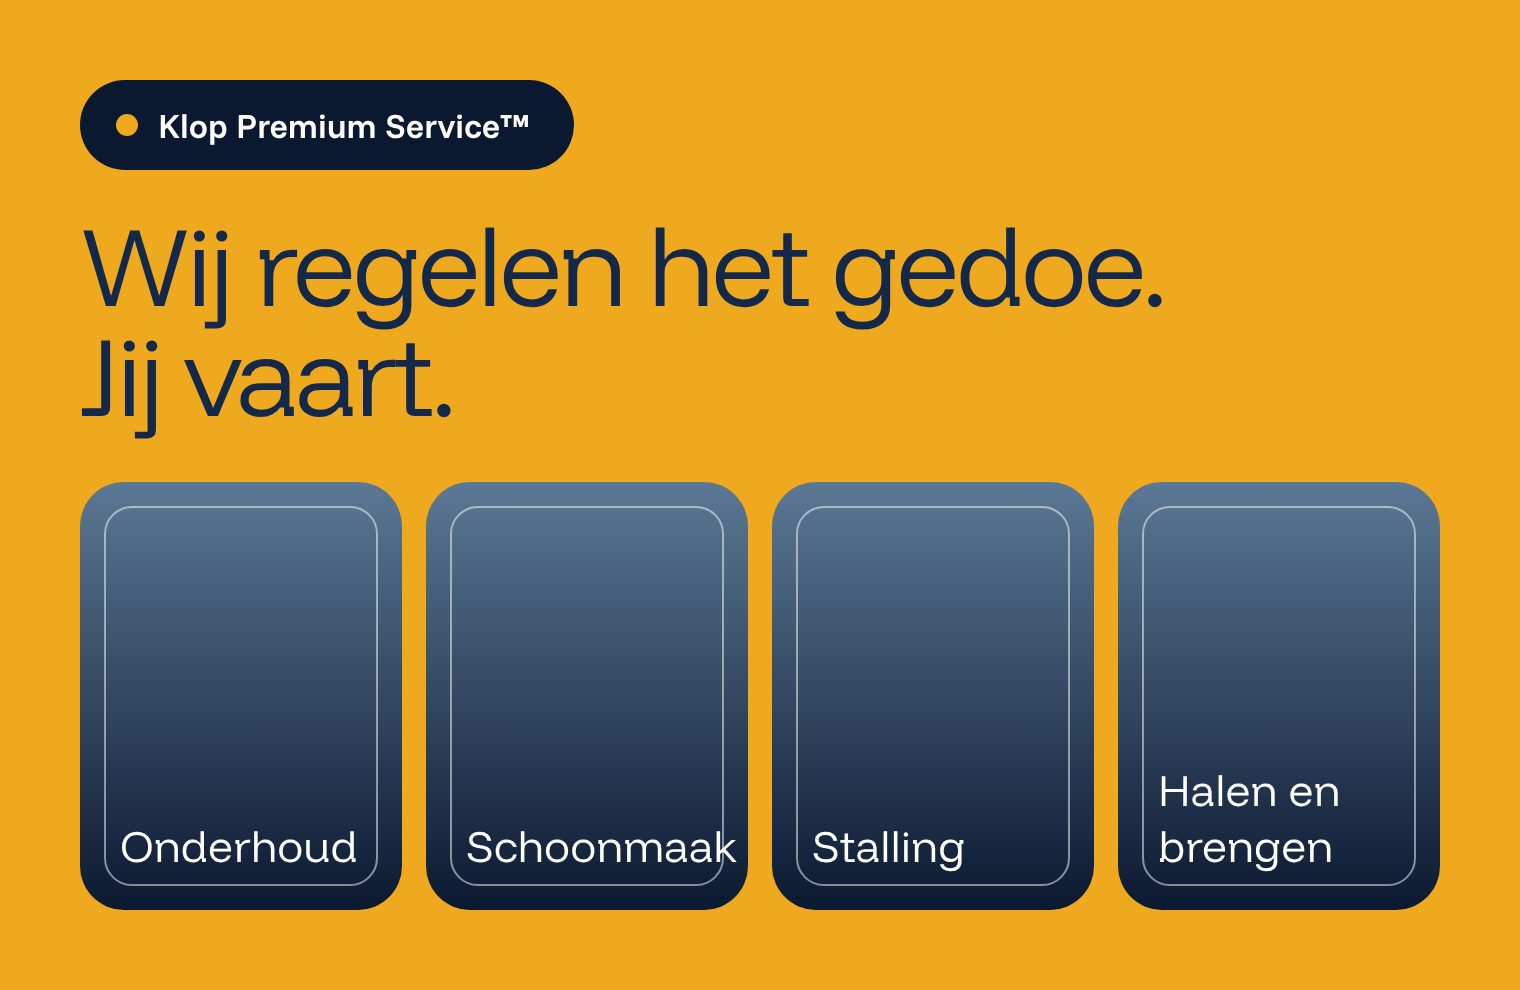 Klop Premium Service™
Wij regelen het gedoe.
Jij vaart.
Onderhoud
Schoonmaak
Stalling
Halen en
brengen